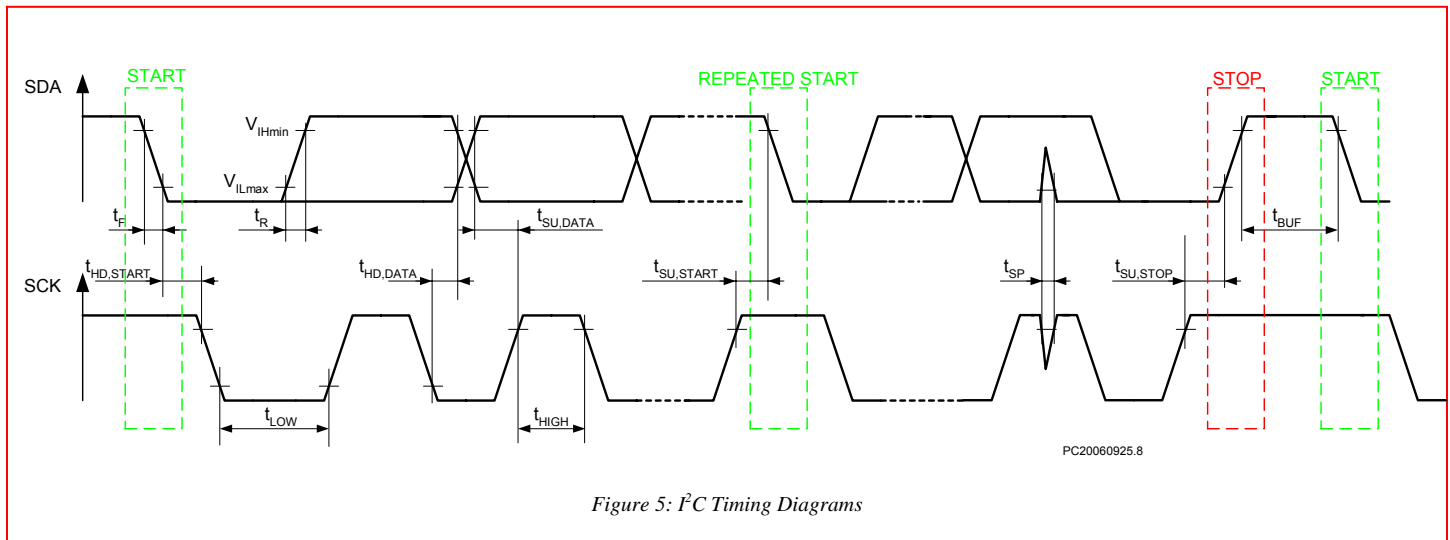 START
REPEATED START
STOP
START
SDA
V_IHmin
V_ILmax
t_F
t_R
t_SU,DATA
t_BUF
t_HD,START
t_HD,DATA
t_SU,START
t_SP
t_SU,STOP
SCK
t_LOW
t_HIGH
PC20060925.8
Figure 5: I²C Timing Diagrams